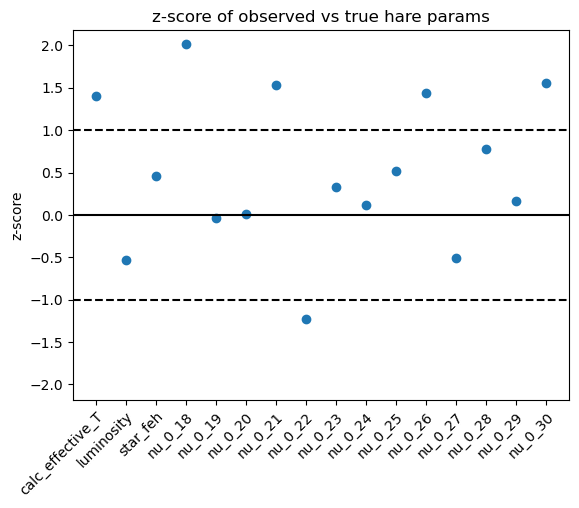 z-score of observed vs true hare params
2.0
1.5
1.0
0.5
0.0
−0.5
−1.0
−1.5
−2.0
z-score
calc_effective_T
luminosity
star_feh
nu_0_18
nu_0_19
nu_0_20
nu_0_21
nu_0_22
nu_0_23
nu_0_24
nu_0_25
nu_0_26
nu_0_27
nu_0_28
nu_0_29
nu_0_30